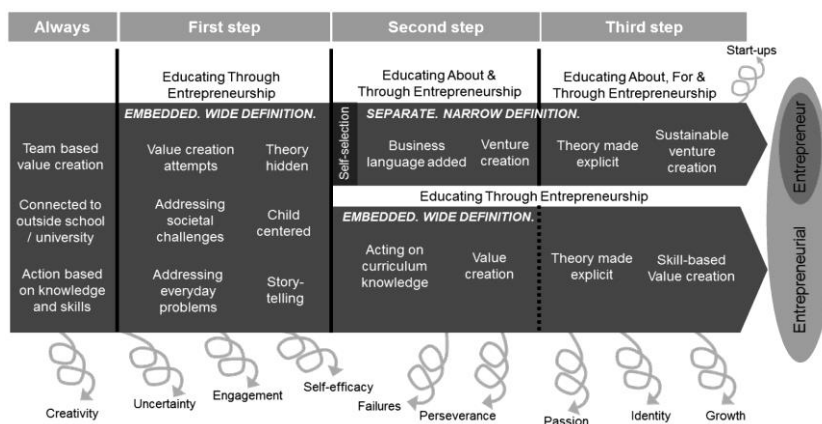 Always
First step
Second step
Third step
Start-ups
Educating Through
Entrepreneurship
Educating About &
Through Entrepreneurship
Educating About, For &
Through Entrepreneurship
EMBEDDED. WIDE DEFINITION.
Self-selection
SEPARATE. NARROW DEFINITION.
Team based
value creation
Value creation
attempts
Theory
hidden
Business
language added
Venture
creation
Theory made
explicit
Sustainable
venture
creation
Entrepreneur
Educating Through Entrepreneurship
Connected to
outside school
/ university
Addressing
societal
challenges
Child
centered
EMBEDDED. WIDE DEFINITION.
Action based
on knowledge
and skills
Addressing
everyday
problems
Story-
telling
Acting on
curriculum
knowledge
Value
creation
Theory made
explicit
Skill-based
Value creation
Entrepreneurial
Creativity
Uncertainty
Engagement
Self-efficacy
Failures
Perseverance
Passion
Identity
Growth